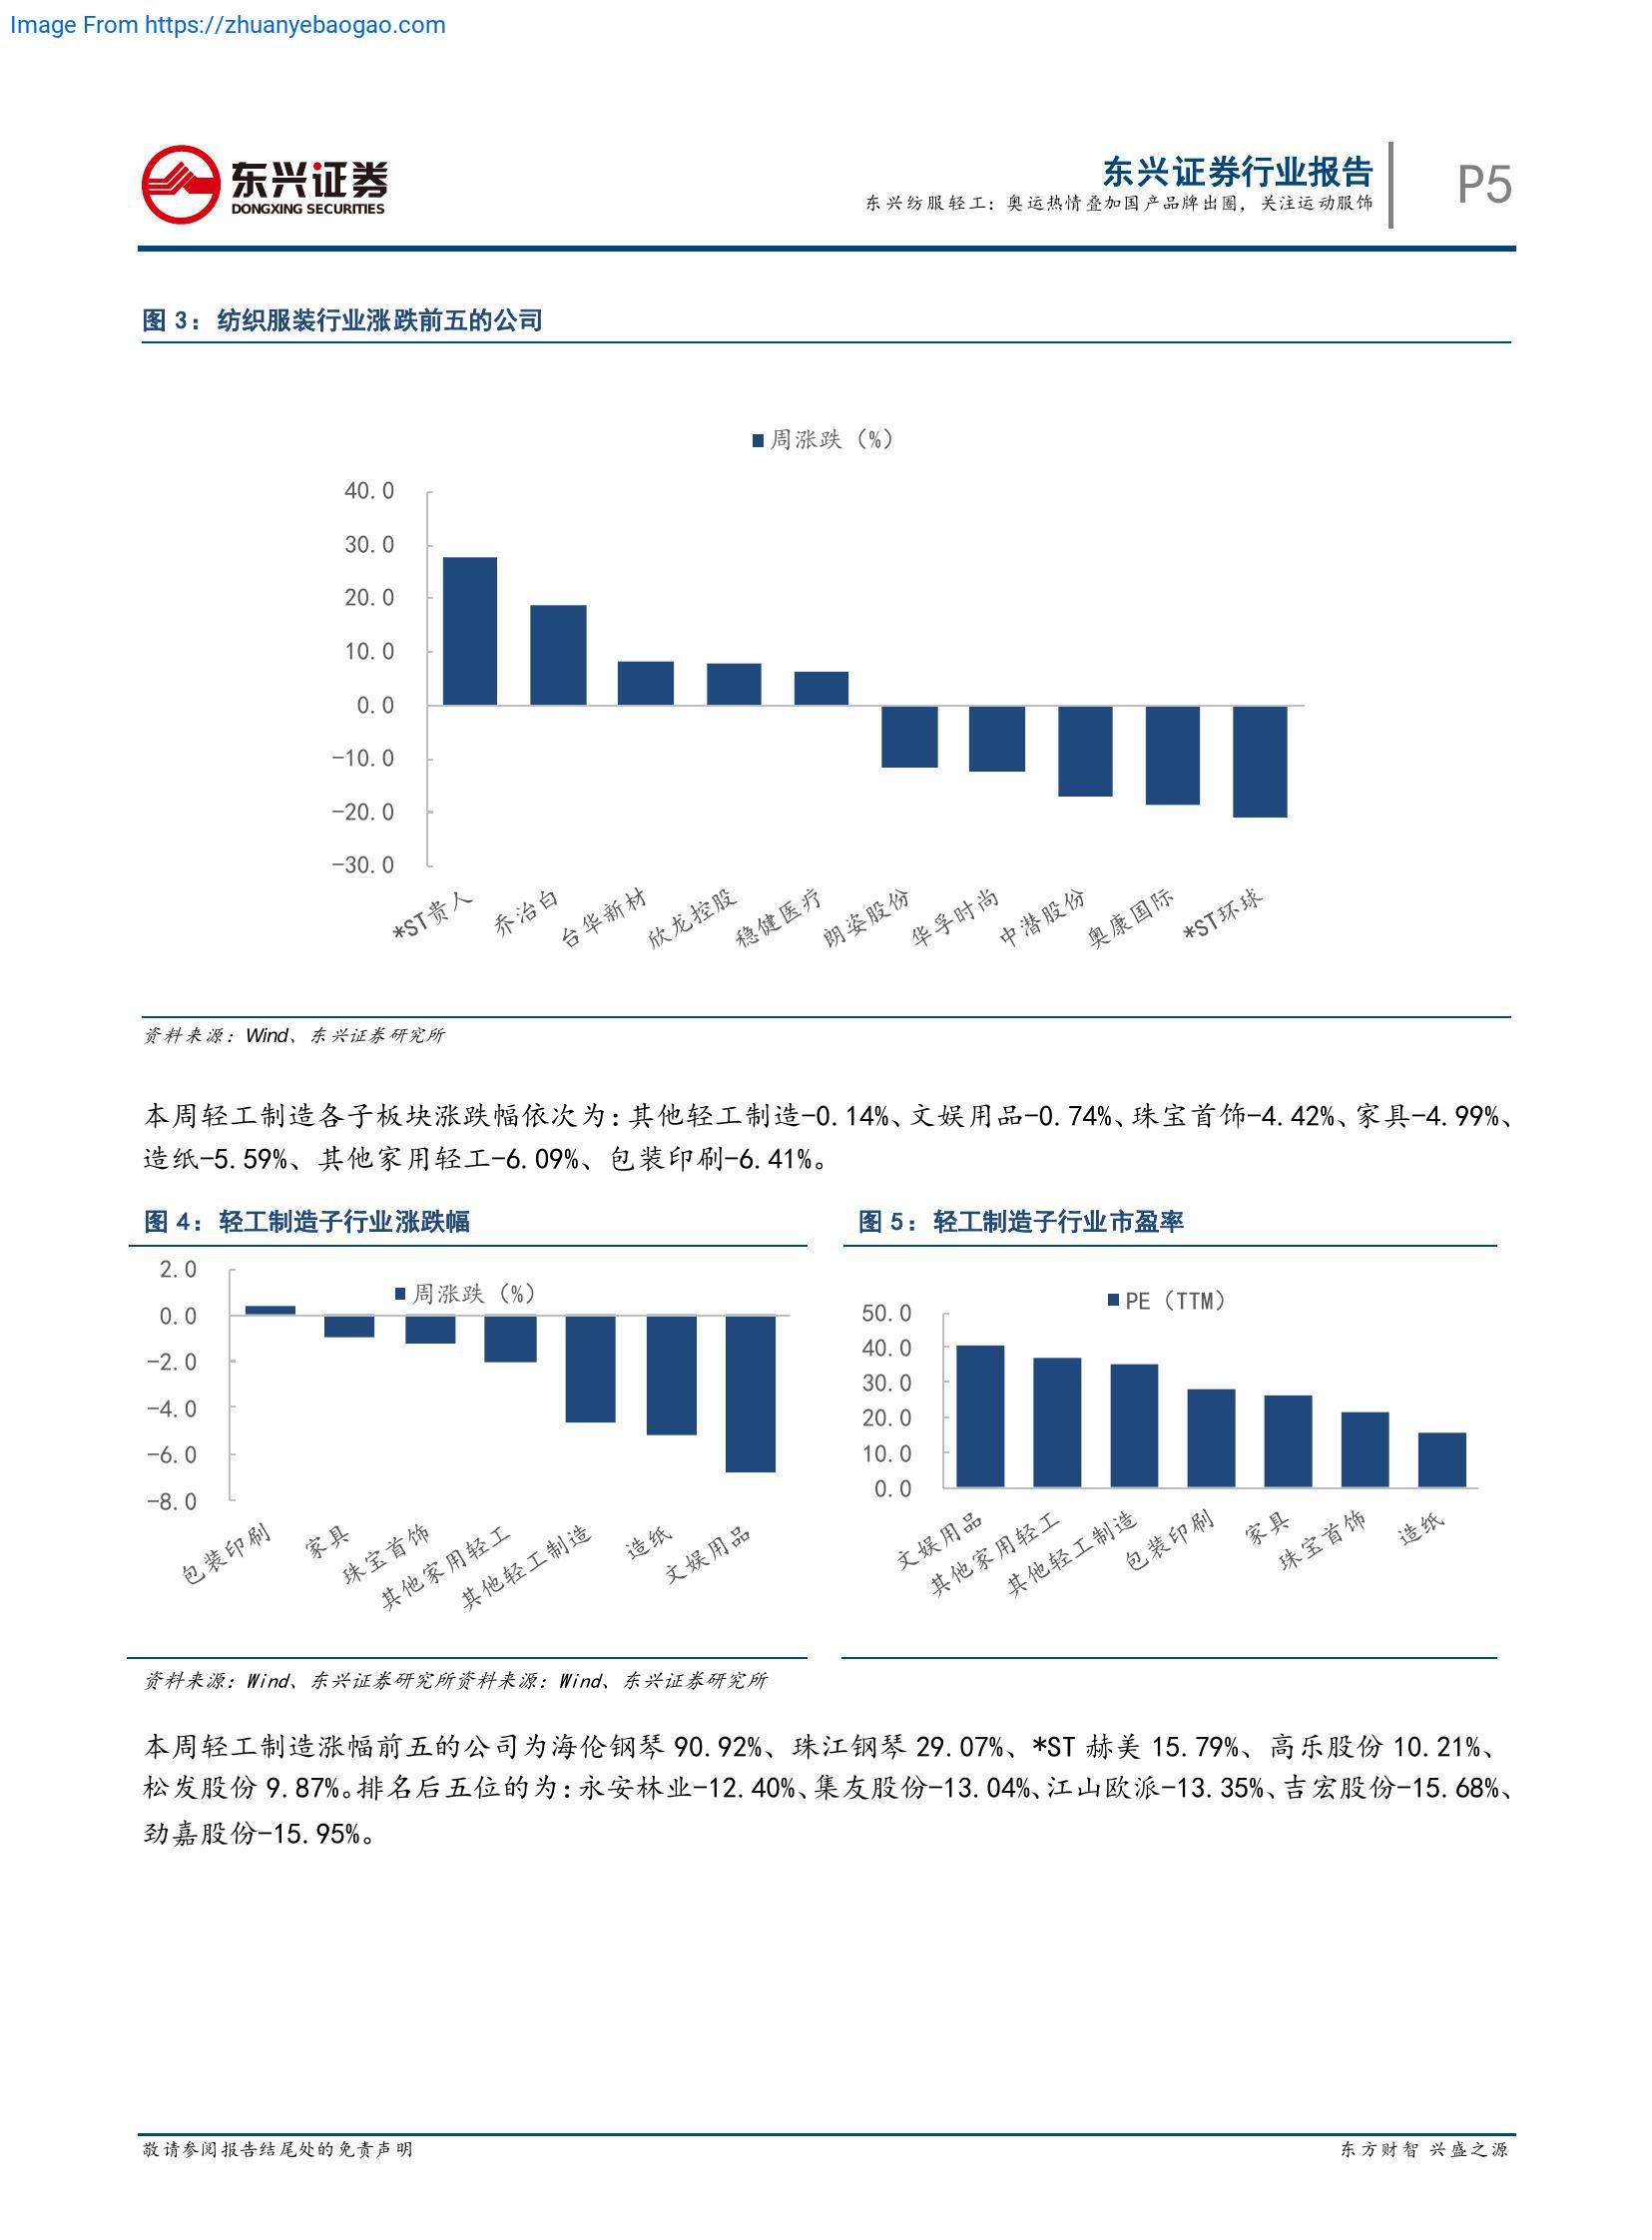 Image From https://zhuanyebaogao.com
东兴证券
DONGXING SECURITIES
东兴证券行业报告
东兴纺服轻工：奥运热情叠加国产品牌出圈，关注运动服饰
P5
图 3：纺织服装行业涨跌前五的公司
周涨跌（%）
40.0
30.0
20.0
10.0
0.0
-10.0
-20.0
-30.0
*ST贵人
乔治白
台华新材
欣龙控股
稳健医疗
朗姿股份
华孚时尚
中潜股份
奥康国际
*ST环球
资料来源：Wind、东兴证券研究所
本周轻工制造各子板块涨跌幅依次为：其他轻工制造-0.14%、文娱用品-0.74%、珠宝首饰-4.42%、家具-4.99%、
造纸-5.59%、其他家用轻工-6.09%、包装印刷-6.41%。
图 4：轻工制造子行业涨跌幅
周涨跌（%）
2.0
0.0
-2.0
-4.0
-6.0
-8.0
包装印刷
家具
珠宝首饰
其他家用轻工
其他轻工制造
造纸
文娱用品
图 5：轻工制造子行业市盈率
PE（TTM）
50.0
40.0
30.0
20.0
10.0
0.0
文娱用品
其他家用轻工
其他轻工制造
包装印刷
家具
珠宝首饰
造纸
资料来源：Wind、东兴证券研究所资料来源：Wind、东兴证券研究所
本周轻工制造涨幅前五的公司为海伦钢琴 90.92%、珠江钢琴 29.07%、*ST 赫美 15.79%、高乐股份 10.21%、
松发股份 9.87%。排名后五位的为：永安林业-12.40%、集友股份-13.04%、江山欧派-13.35%、吉宏股份-15.68%、
劲嘉股份-15.95%。
敬请参阅报告结尾处的免责声明
东方财智 兴盛之源